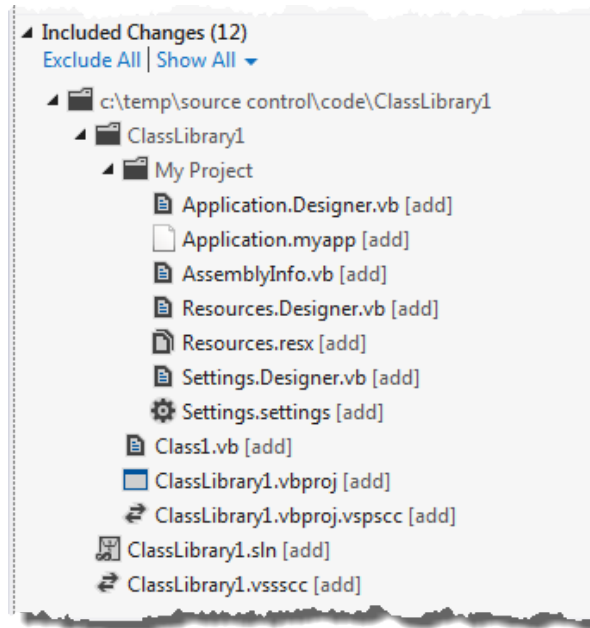 Included Changes (12)
Exclude All | Show All
c:\temp\source control\code\ClassLibrary1
ClassLibrary1
My Project
Application.Designer.vb [add]
Application.myapp [add]
AssemblyInfo.vb [add]
Resources.Designer.vb [add]
Resources.resx [add]
Settings.Designer.vb [add]
Settings.settings [add]
Class1.vb [add]
ClassLibrary1.vbproj [add]
ClassLibrary1.vbproj.vspscc [add]
ClassLibrary1.sln [add]
ClassLibrary1.vssscc [add]